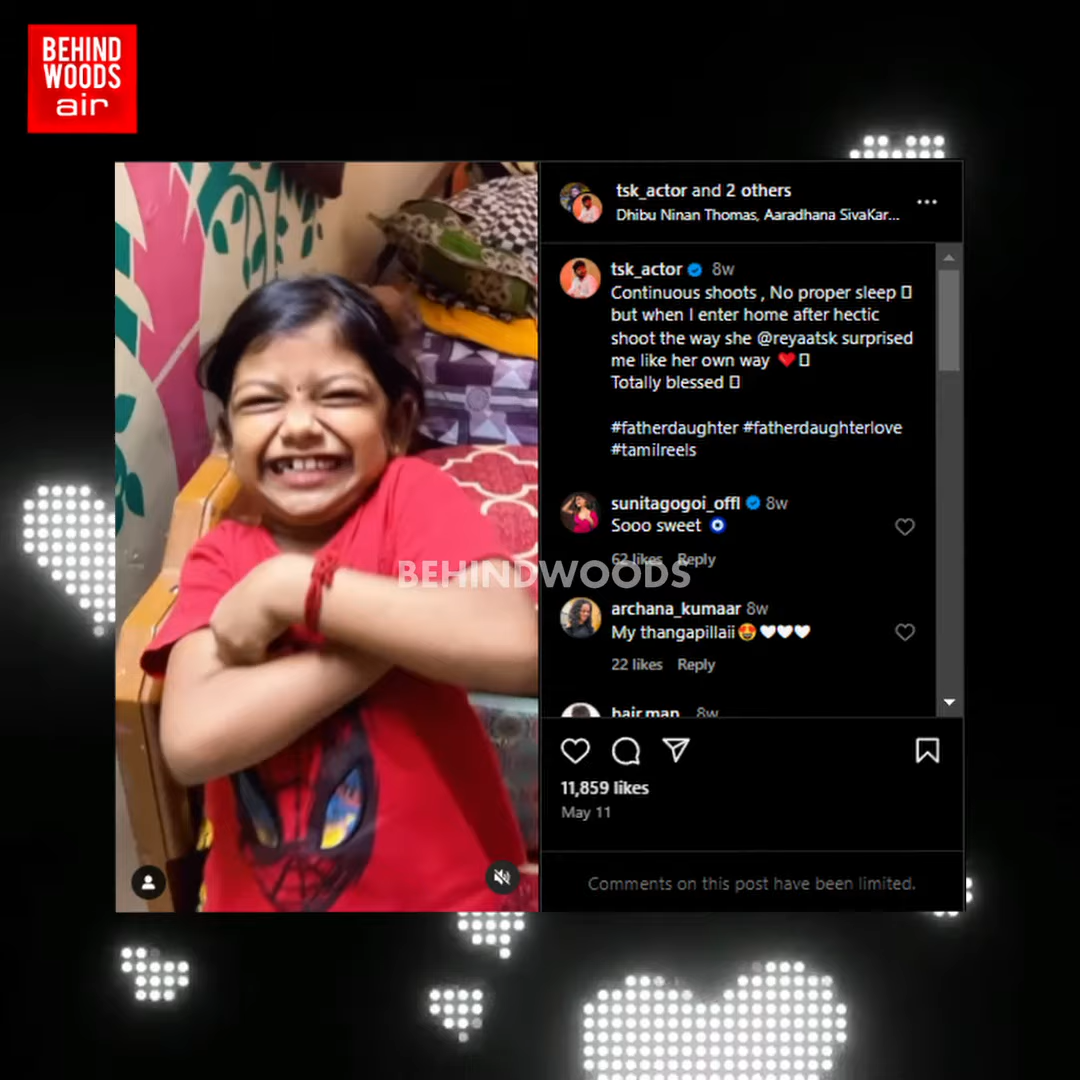 BEHIND
WOODS
air
tsk_actor and 2 others
Dhibu Ninan Thomas, Aaradhana SivaKar...
tsk_actor 8w
Continuous shoots , No proper sleep
but when I enter home after hectic
shoot the way she @reyaatsk surprised
me like her own way ❤️
Totally blessed
#fatherdaughter #fatherdaughterlove
#tamilreels
sunitagogoi_offl 8w
Sooo sweet 🧿
62 likes Reply
BEHINDWOODS
archana_kumaar 8w
My thangapillaii🤩🤍🤍🤍
22 likes Reply
hair.man 8w
11,859 likes
May 11
Comments on this post have been limited.